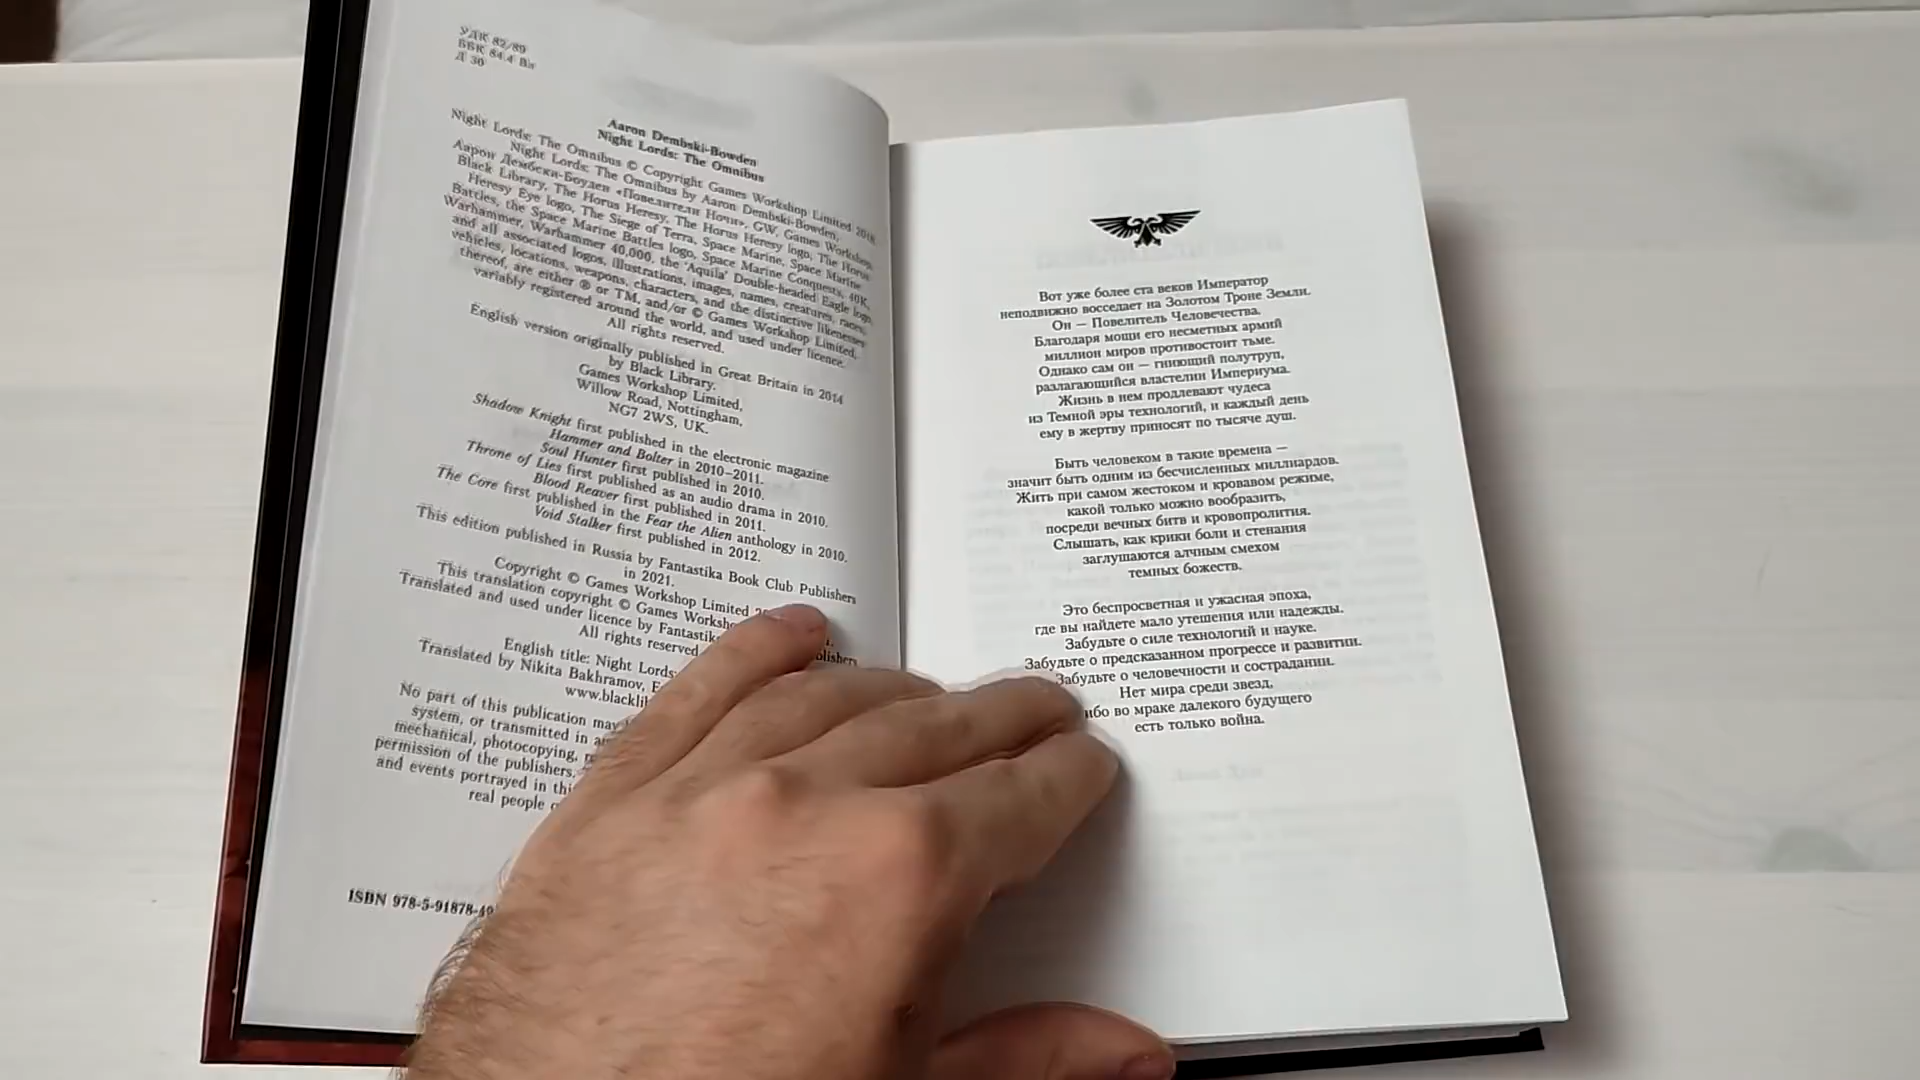 УДК 82/89
ББК 84.4 Вл
Д 30
Aaron Dembski-Bowden
Night Lords: The Omnibus
Night Lords: The Omnibus © Copyright Games Workshop Limited
Night Lords: The Omnibus by Aaron Dembski-Bowden,
Аарон Дембски-Боуден «Повелители Ночи», GW, Games Workshop,
Black Library, The Horus Heresy, The Horus Heresy logo, The Horus
Heresy Eye logo, The Siege of Terra, Space Marine, Space Marine
Battles, the Space Marine Battles logo, Space Marine Conquests, 40K,
Warhammer, Warhammer 40,000, the ‘Aquila’ Double-headed Eagle logo,
and all associated logos, illustrations, images, names, creatures, races,
vehicles, locations, weapons, characters, and the distinctive likenesses
thereof, are either ® or TM, and/or © Games Workshop Limited,
variably registered around the world, and used under licence.
All rights reserved.
English version originally published in Great Britain in 2014
by Black Library.
Games Workshop Limited,
Willow Road, Nottingham,
NG7 2WS, UK.
Shadow Knight first published in the electronic magazine
Hammer and Bolter in 2010–2011.
Soul Hunter first published in 2010.
Throne of Lies first published as an audio drama in 2010.
Blood Reaver first published in 2011.
The Core first published in the Fear the Alien anthology in 2010.
Void Stalker first published in 2012.
This edition published in Russia by Fantastika Book Club Publishers
in 2021.
Copyright © Games Workshop Limited
This translation copyright © Games
Translated and used under licence by
All rights reserved
English title: Night Lords:
Translated by Nikita Bakhramov,
No part of this publication may
system, or transmitted in
mechanical, photocopying,
permission of the publishers,
and events portrayed in
real people
ISBN 978-5-91878-
Вот уже более ста веков Император
неподвижно восседает на Золотом Троне Земли.
Он — Повелитель Человечества.
Благодаря мощи его несметных армий
миллион миров противостоит тьме.
Однако сам он — гниющий полутруп,
разлагающийся властелин Империума.
Жизнь в нем продлевают чудеса
из Темной эры технологий, и каждый день
ему в жертву приносят по тысяче душ.
Быть человеком в такие времена —
значит быть одним из бесчисленных миллиардов.
Жить при самом жестоком и кровавом режиме,
какой только можно вообразить,
посреди вечных битв и кровопролития.
Слышать, как крики боли и стенания
заглушаются алчным смехом
темных божеств.
Это беспросветная и ужасная эпоха,
где вы найдете мало утешения или надежды.
Забудьте о силе технологий и науке.
Забудьте о предсказанном прогрессе и развитии.
Забудьте о человечности и сострадании.
Нет мира среди звезд,
ибо во мраке далекого будущего
есть только война.